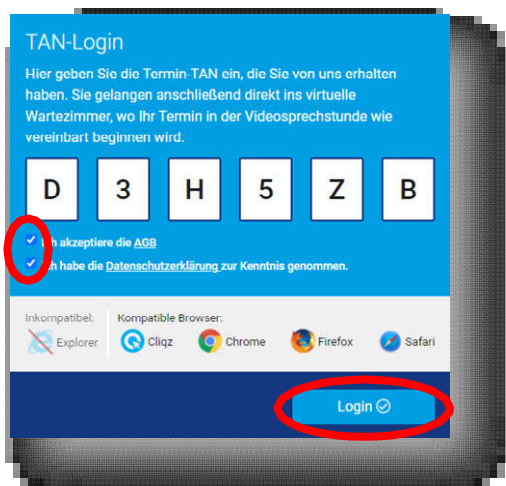 TAN-Login
Hier geben Sie die Termin-TAN ein, die Sie von uns erhalten
haben. Sie gelangen anschließend direkt ins virtuelle
Wartezimmer, wo Ihr Termin in der Videosprechstunde wie
vereinbart beginnen wird.
D 3 H 5 Z B
Ich akzeptiere die AGB
Ich habe die Datenschutzerklärung zur Kenntnis genommen.
Inkompatibel: Kompatible Browser:
Explorer Cliqz Chrome Firefox Safari
Login